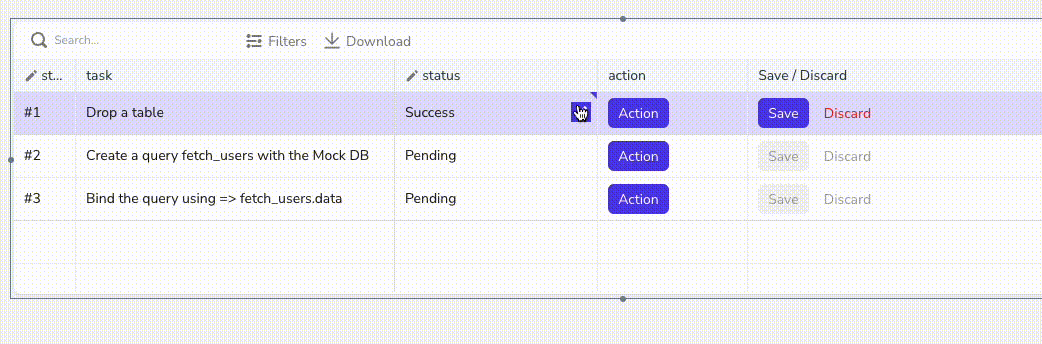 Search...
Filters
Download
st...
task
status
action
Save / Discard
#1
Drop a table
Success
Action
Save
Discard
#2
Create a query fetch_users with the Mock DB
Pending
Action
Save
Discard
#3
Bind the query using => fetch_users.data
Pending
Action
Save
Discard